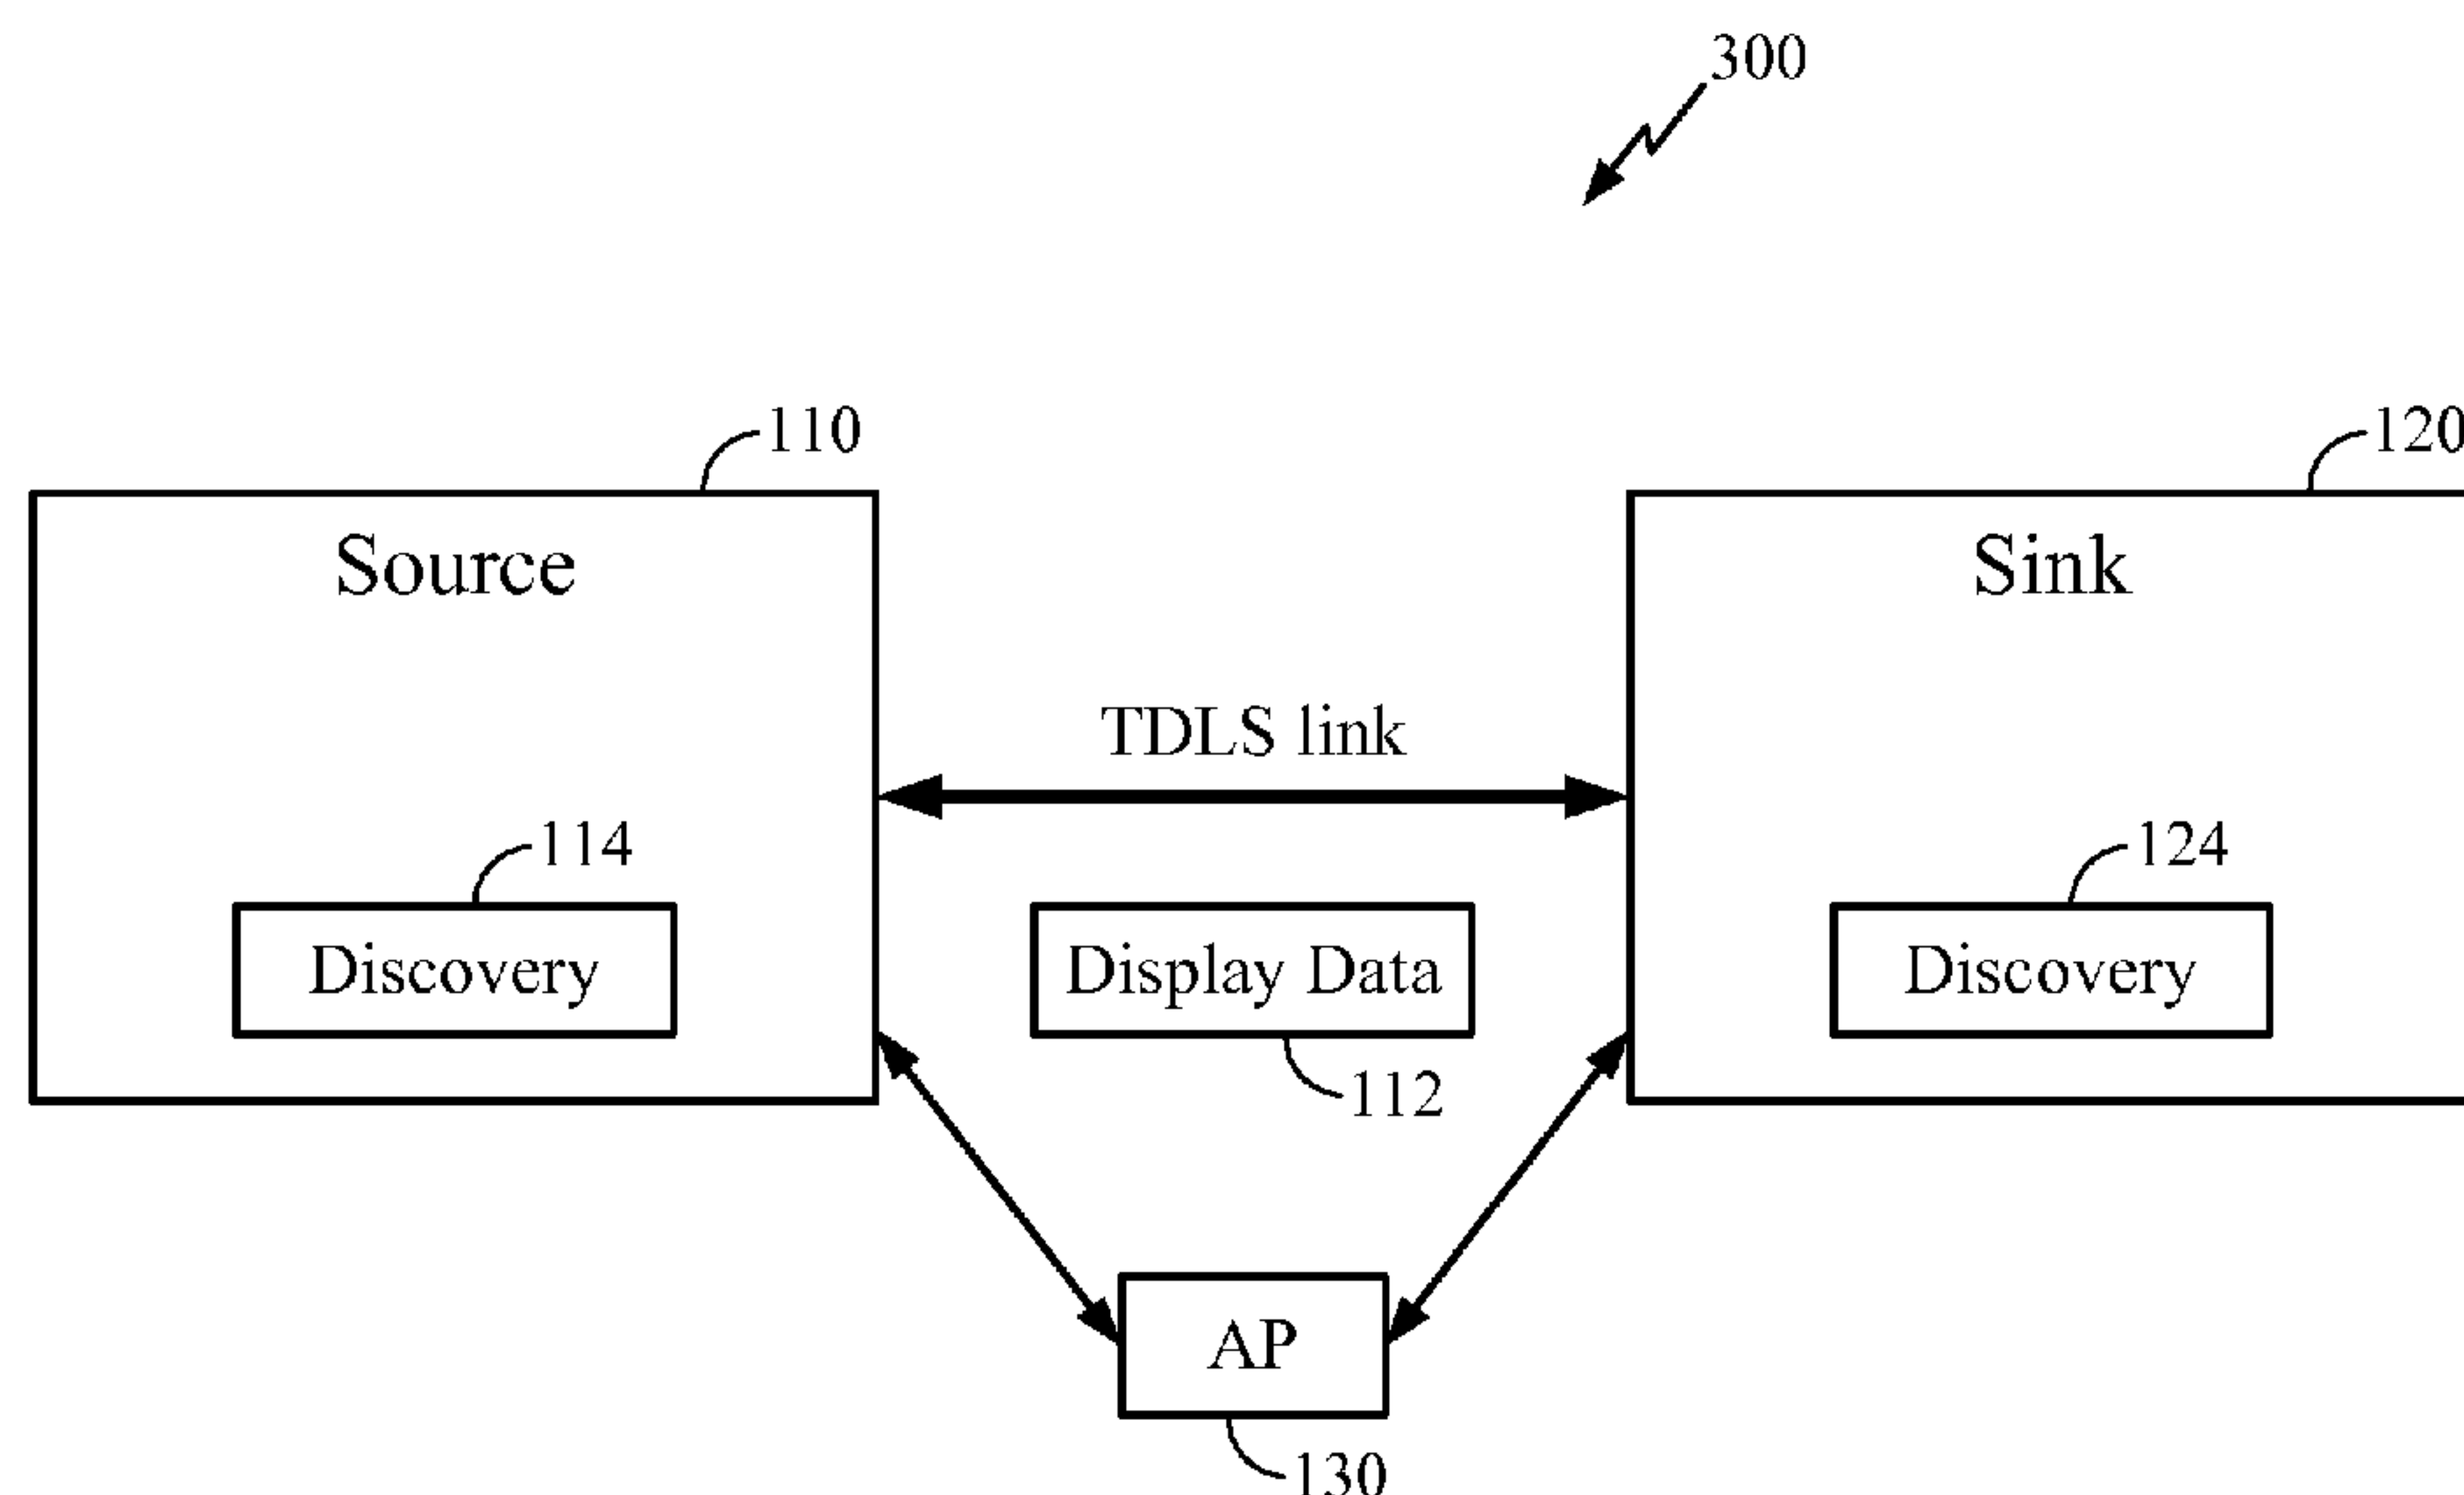 300
110
120
Source
Sink
TDLS link
114
124
Discovery
Display Data
Discovery
112
AP
130